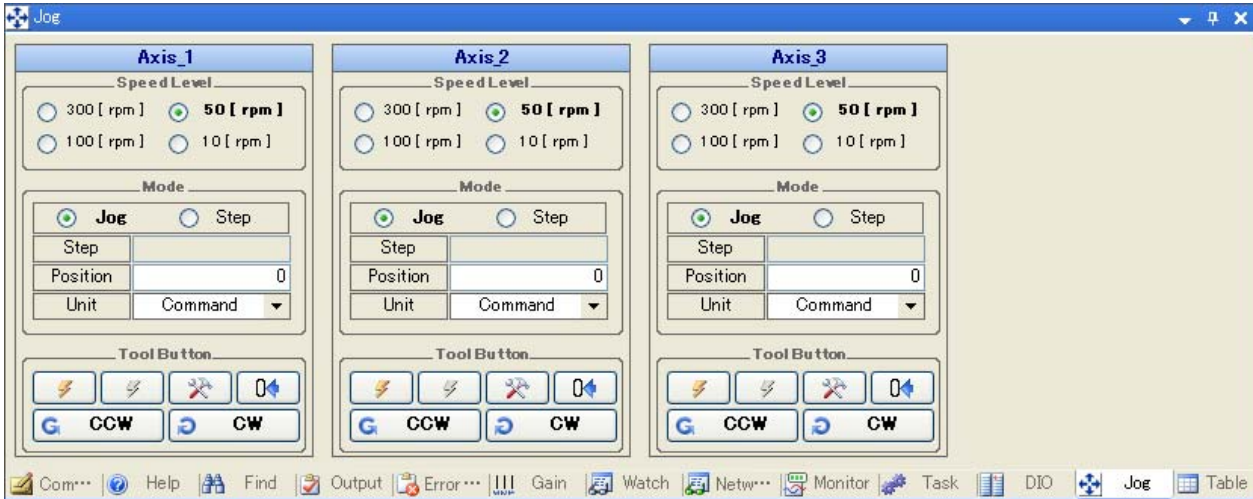 Jog
Axis_1 Axis_2 Axis_3
Speed Level Speed Level Speed Level
300 [ rpm ] 50 [ rpm ] 300 [ rpm ] 50 [ rpm ] 300 [ rpm ] 50 [ rpm ]
100 [ rpm ] 10 [ rpm ] 100 [ rpm ] 10 [ rpm ] 100 [ rpm ] 10 [ rpm ]
Mode Mode Mode
Jog Step Jog Step Jog Step
Step Step Step
Position 0 Position 0 Position 0
Unit Command Unit Command Unit Command
Tool Button Tool Button Tool Button
0 0 0
CCW CW CCW CW CCW CW
Com… Help Find Output Error… Gain Watch Netw… Monitor Task DIO Jog Table